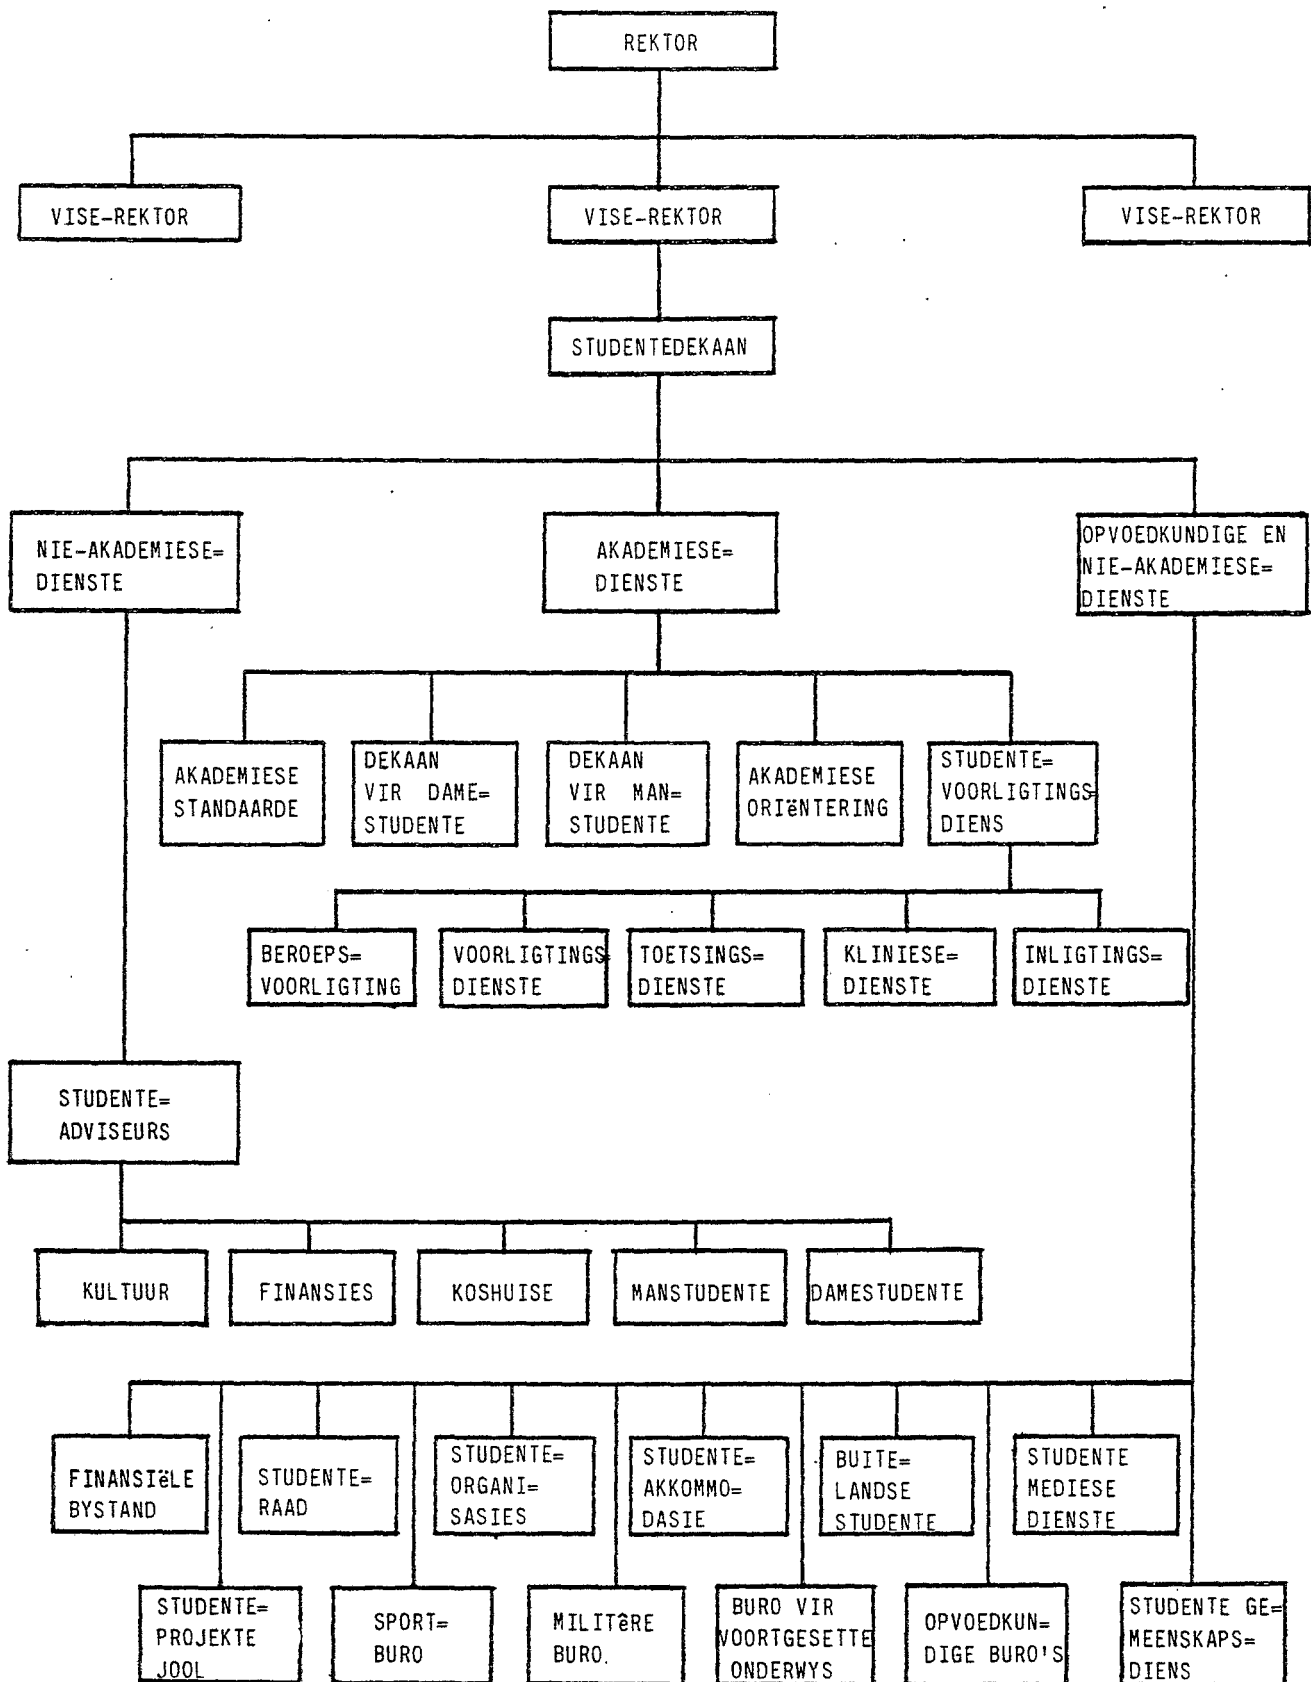 REKTOR
VISE-REKTOR
VISE-REKTOR
VISE-REKTOR
STUDENTEDEKAAN
NIE-AKADEMIESE=
DIENSTE
AKADEMIESE=
DIENSTE
OPVOEDKUNDIGE EN
NIE-AKADEMIESE=
DIENSTE
AKADEMIESE
STANDAARDE
DEKAAN
VIR DAME=
STUDENTE
DEKAAN
VIR MAN=
STUDENTE
AKADEMIESE
ORIëNTERING
STUDENTE=
VOORLIGTINGS=
DIENS
BEROEPS=
VOORLIGTING
VOORLIGTINGS
DIENSTE
TOETSINGS=
DIENSTE
KLINIESE=
DIENSTE
INLIGTINGS=
DIENSTE
STUDENTE=
ADVISEURS
KULTUUR
FINANSIES
KOSHUISE
MANSTUDENTE
DAMESTUDENTE
FINANSIëLE
BYSTAND
STUDENTE=
RAAD
STUDENTE=
ORGANI=
SASIES
STUDENTE=
AKKOMMO=
DASIE
BUITE=
LANDSE
STUDENTE
STUDENTE
MEDIESE
DIENSTE
STUDENTE=
PROJEKTE
JOOL
SPORT=
BURO
MILITêRE
BURO.
BURO VIR
VOORTGESETTE
ONDERWYS
OPVOEDKUN=
DIGE BURO'S
STUDENTE GE=
MEENSKAPS=
DIENS